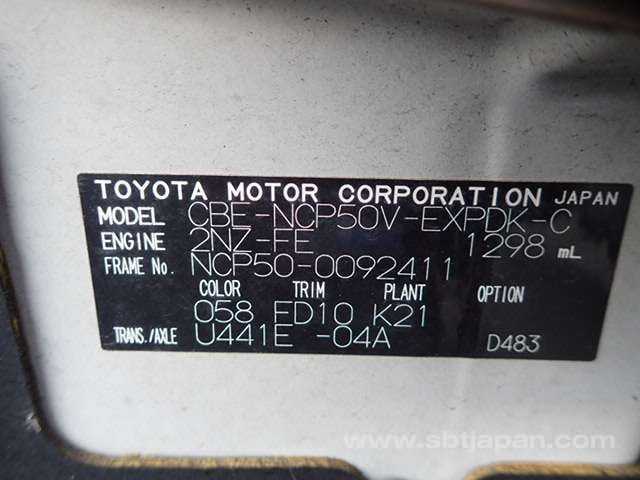 TOYOTA MOTOR CORPORATION JAPAN
MODEL CBE-NCP50V-EXPDK-C
ENGINE 2NZ-FE 1298 mL
FRAME No. NCP50-0092411
COLOR TRIM PLANT OPTION
058 FD10 K21
TRANS./AXLE U441E -04A D483
www.sbtjapan.com